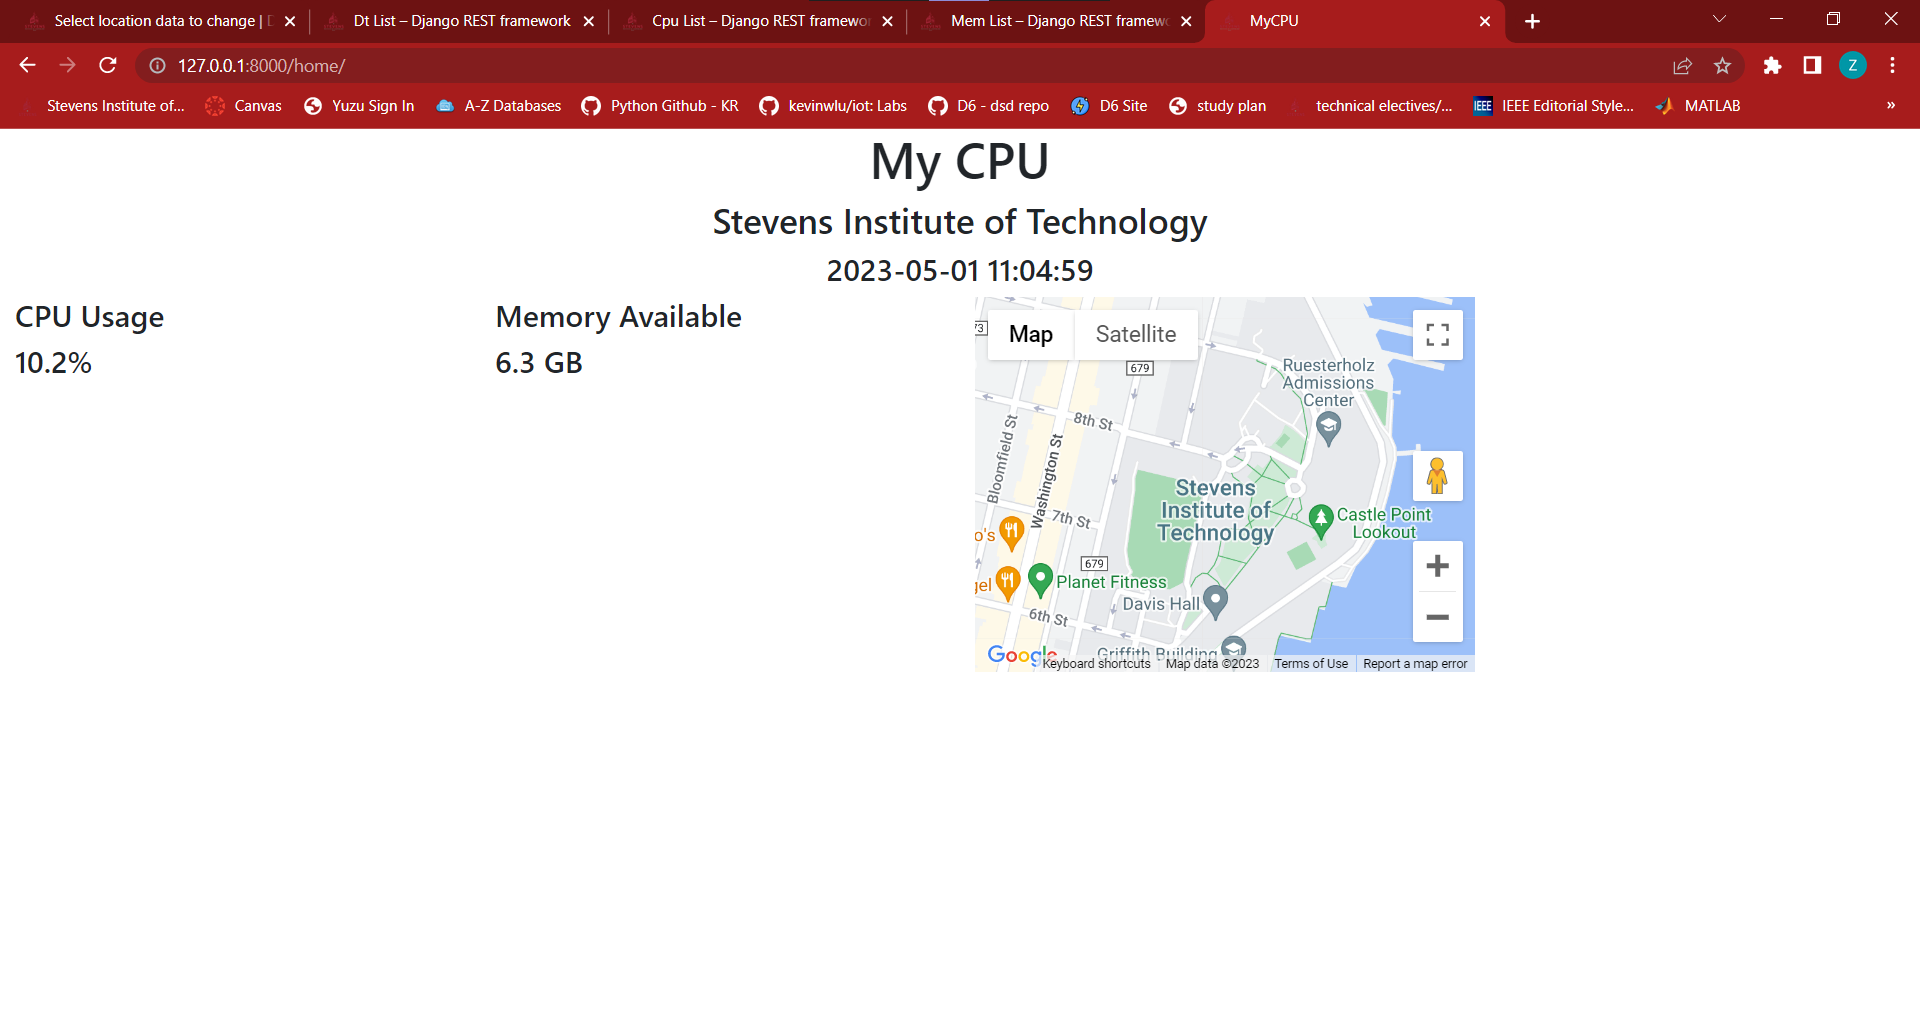 Select location data to change | D
Dt List – Django REST framework
Cpu List – Django REST framewor
Mem List – Django REST framewo
MyCPU
127.0.0.1:8000/home/
Z
Stevens Institute of...
Canvas
Yuzu Sign In
A-Z Databases
Python Github - KR
kevinwlu/iot: Labs
D6 - dsd repo
D6 Site
study plan
technical electives/...
IEEE
IEEE Editorial Style...
MATLAB
»
My CPU
Stevens Institute of Technology
2023-05-01 11:04:59
CPU Usage
10.2%
Memory Available
6.3 GB
73
Map
Satellite
679
Ruesterholz
Admissions
Center
8th St
Bloomfield St
Washington St
Stevens
Institute of
Technology
7th St
Castle Point
Lookout
o's
679
gel
Planet Fitness
Davis Hall
6th St
Griffith Building
Google
Keyboard shortcuts
Map data ©2023
Terms of Use
Report a map error